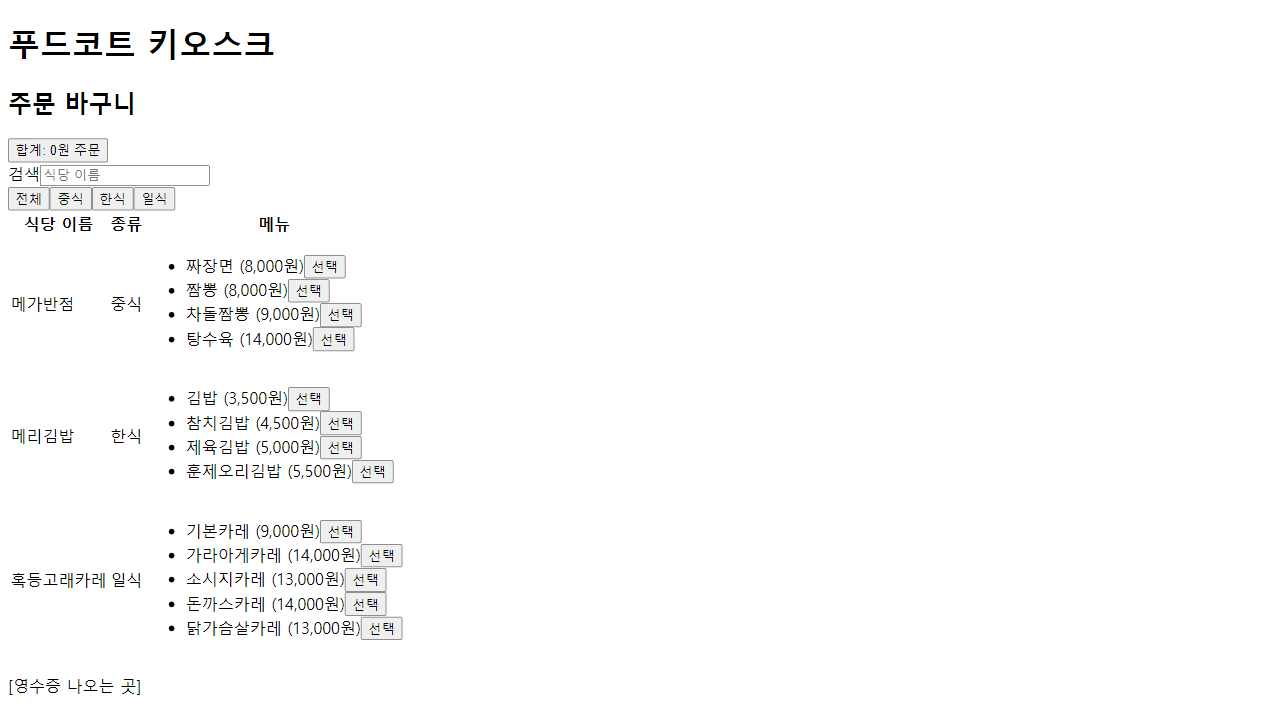 푸드코트 키오스크
주문 바구니
합계: 0원 주문
검색 식당 이름
전체 중식 한식 일식
식당 이름 종류 메뉴
메가반점 중식
짜장면 (8,000원) 선택
짬뽕 (8,000원) 선택
차돌짬뽕 (9,000원) 선택
탕수육 (14,000원) 선택
메리김밥 한식
김밥 (3,500원) 선택
참치김밥 (4,500원) 선택
제육김밥 (5,000원) 선택
훈제오리김밥 (5,500원) 선택
혹등고래카레 일식
기본카레 (9,000원) 선택
가라아게카레 (14,000원) 선택
소시지카레 (13,000원) 선택
돈까스카레 (14,000원) 선택
닭가슴살카레 (13,000원) 선택
[영수증 나오는 곳]